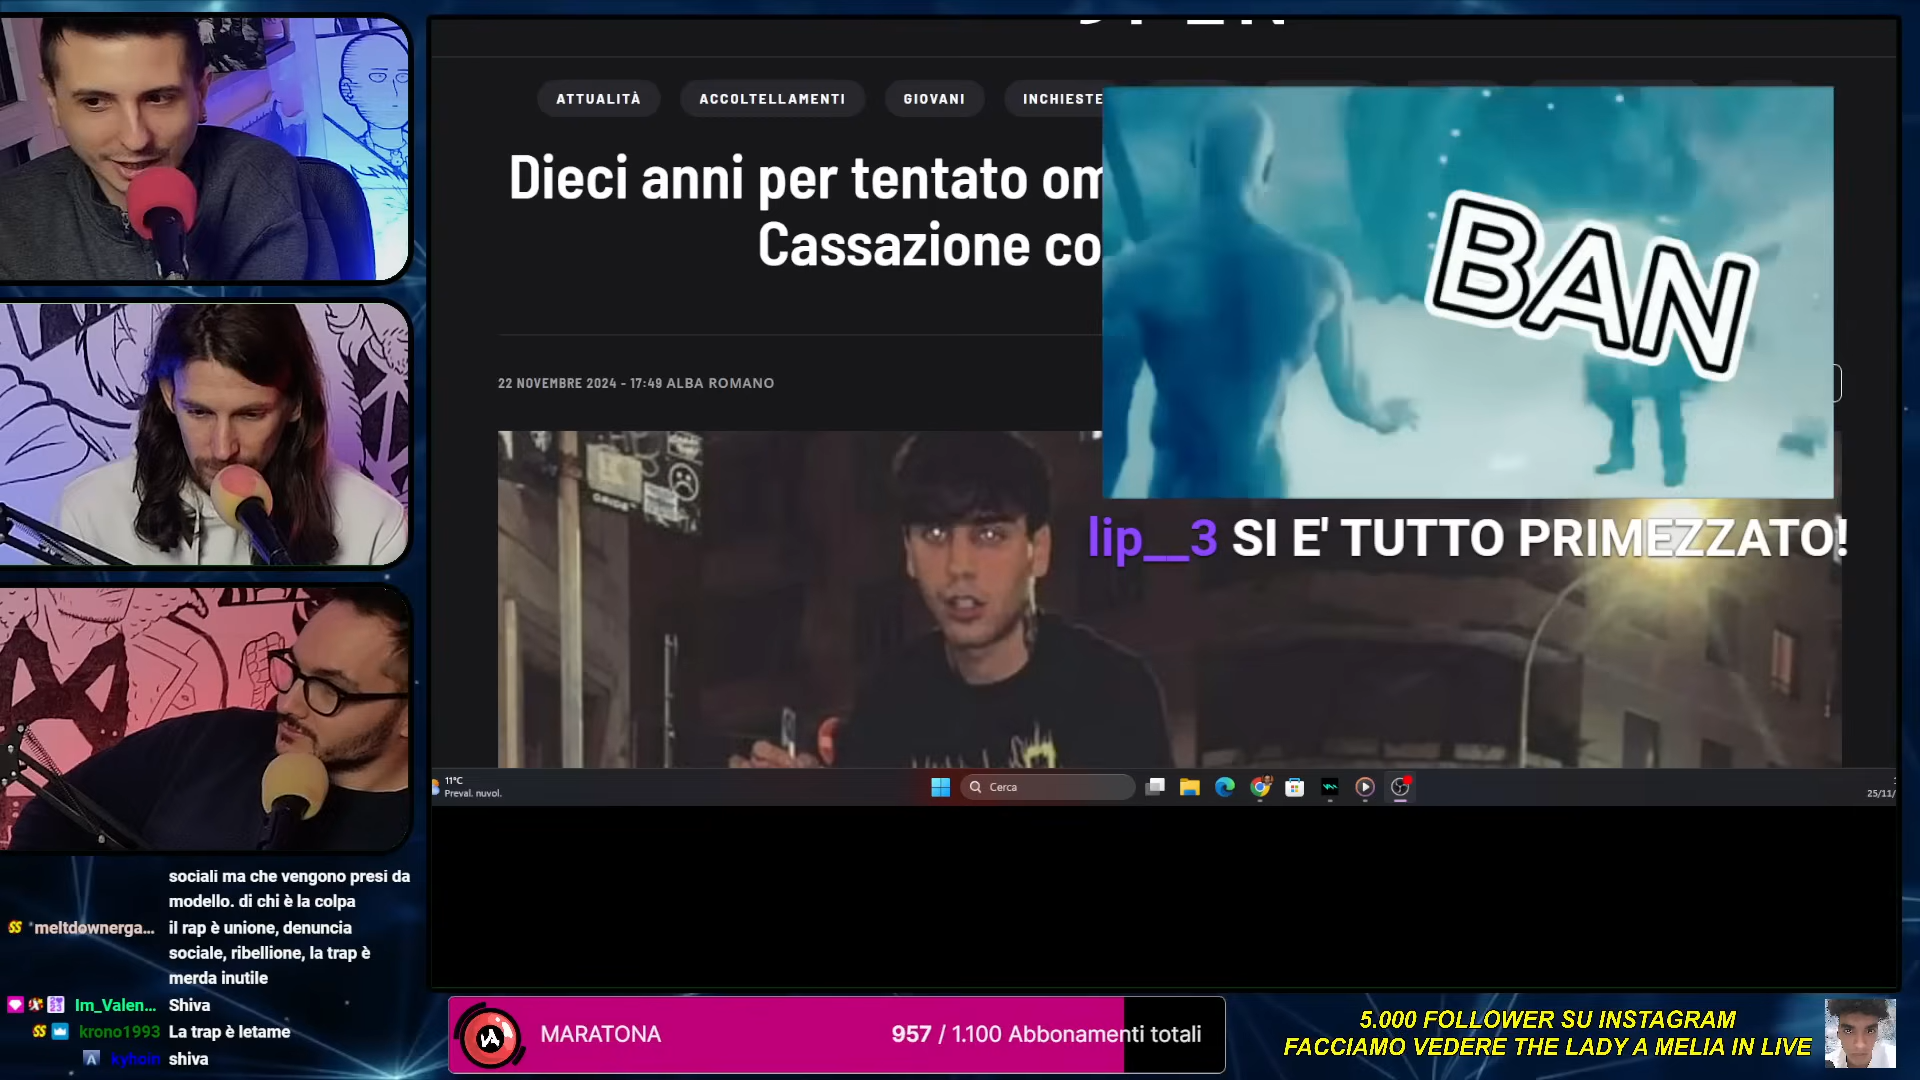 ATTUALITÀ ACCOLTELLAMENTI GIOVANI INCHIESTE
Dieci anni per tentato om
Cassazione co
22 NOVEMBRE 2024 - 17:49 ALBA ROMANO
BAN
lip__3 SI E' TUTTO PRIMEZZATO!
11°C
Preval. nuvol.
Cerca
25/11/
sociali ma che vengono presi da
modello. di chi è la colpa
meltdownerga... il rap è unione, denuncia
sociale, ribellione, la trap è
merda inutile
Im_Valen... Shiva
krono1993 La trap è letame
kyhoin shiva
MARATONA 957 / 1.100 Abbonamenti totali
5.000 FOLLOWER SU INSTAGRAM
FACCIAMO VEDERE THE LADY A MELIA IN LIVE